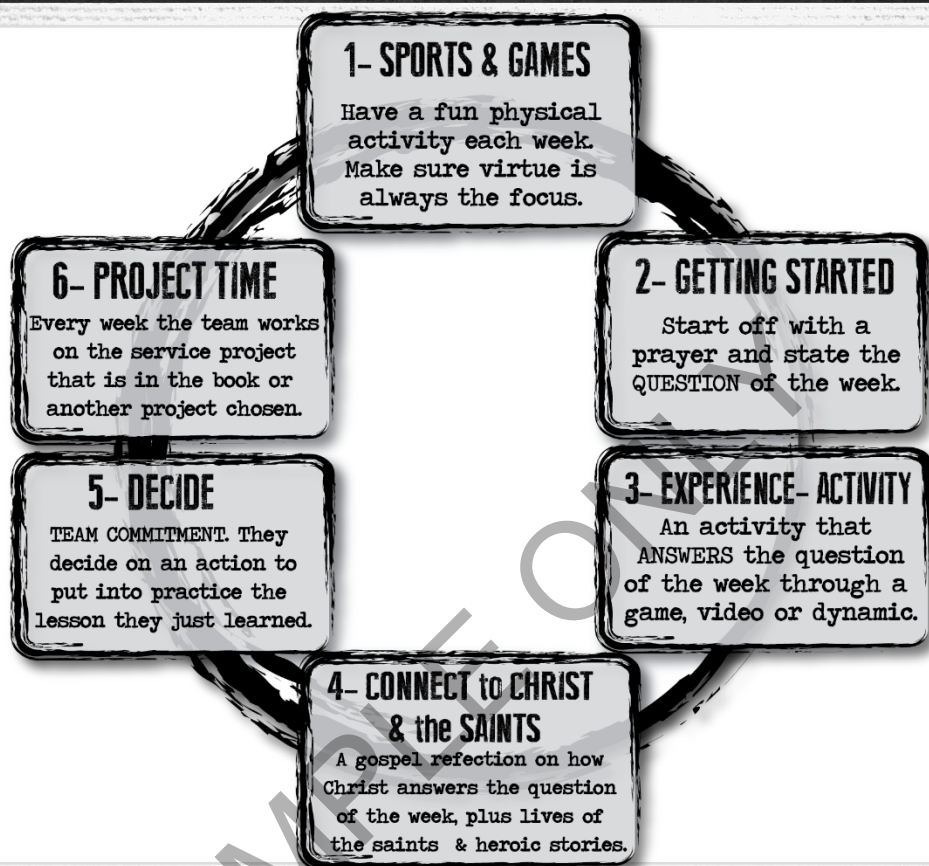 1- SPORTS & GAMES
Have a fun physical
activity each week.
Make sure virtue is
always the focus.
2- GETTING STARTED
Start off with a
prayer and state the
QUESTION of the week.
3- EXPERIENCE- ACTIVITY
An activity that
ANSWERS the question
of the week through a
game, video or dynamic.
4- CONNECT to CHRIST
& the SAINTS
A gospel refection on how
Christ answers the question
of the week, plus lives of
the saints & heroic stories.
5- DECIDE
TEAM COMMITMENT. They
decide on an action to
put into practice the
lesson they just learned.
6- PROJECT TIME
Every week the team works
on the service project
that is in the book or
another project chosen.
MPLE ONLY